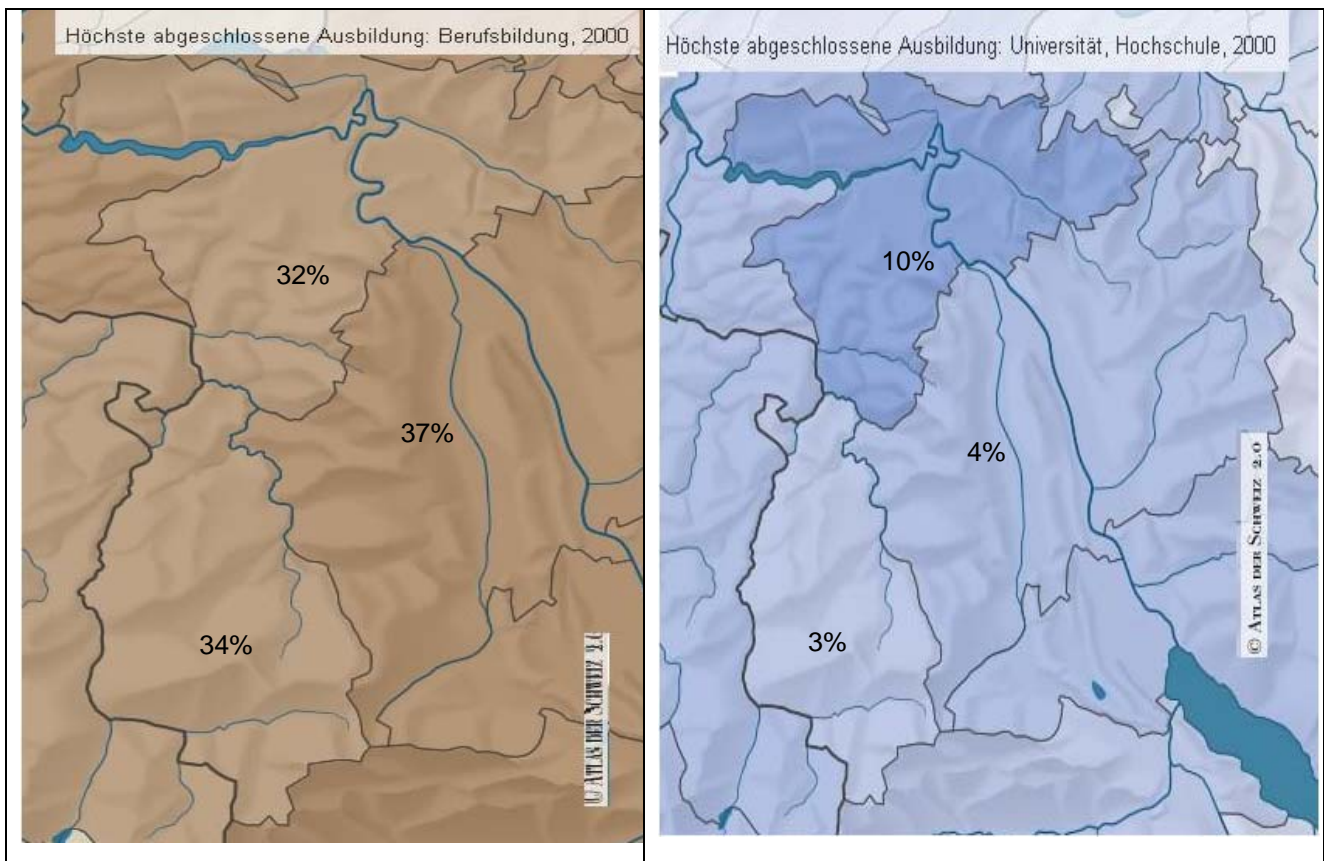 Höchste abgeschlossene Ausbildung: Berufsbildung, 2000
32%
37%
34%
© ATLAS DER SCHWEIZ 2.0
Höchste abgeschlossene Ausbildung: Universität, Hochschule, 2000
10%
4%
3%
© ATLAS DER SCHWEIZ 2.0